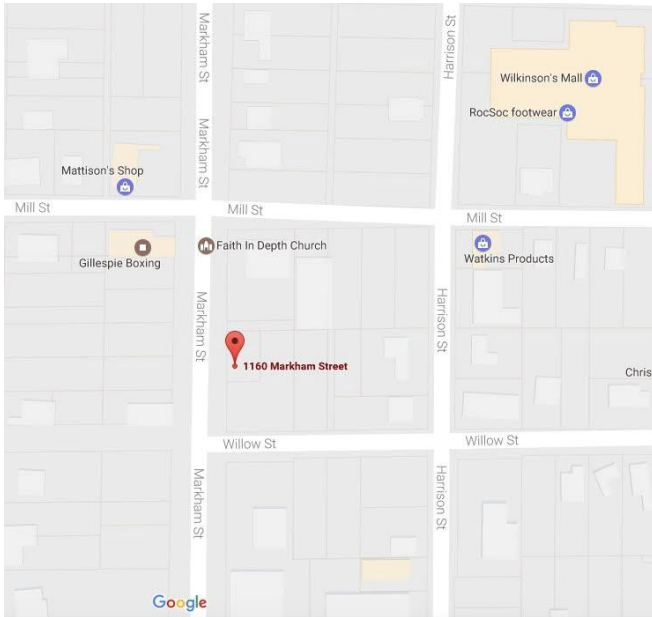 Markham St
Harrison St
Wilkinson's Mall
RocSoc footwear
Markham St
Mattison's Shop
Mill St
Mill St
Mill St
Gillespie Boxing
Faith In Depth Church
Watkins Products
Markham St
Harrison St
1160 Markham Street
Chris
Willow St
Willow St
Markham St
Harrison St
Google